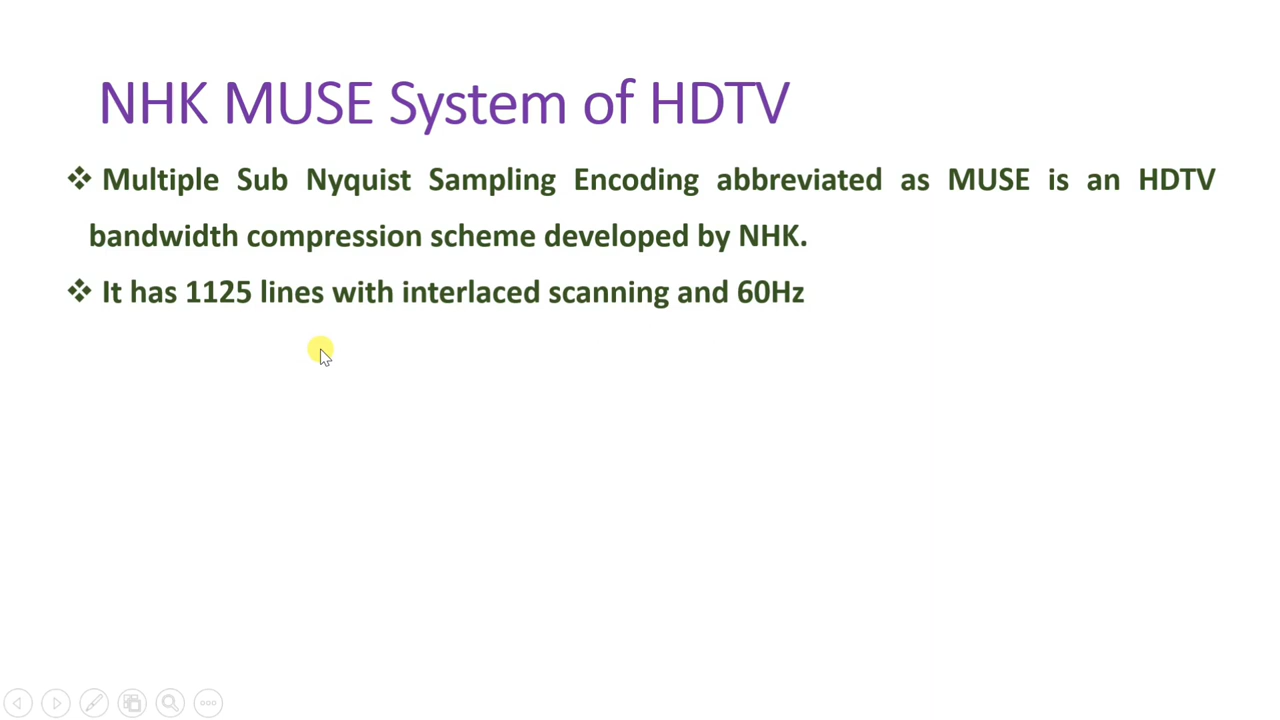 NHK MUSE System of HDTV
❖ Multiple Sub Nyquist Sampling Encoding abbreviated as MUSE is an HDTV
bandwidth compression scheme developed by NHK.
❖ It has 1125 lines with interlaced scanning and 60Hz